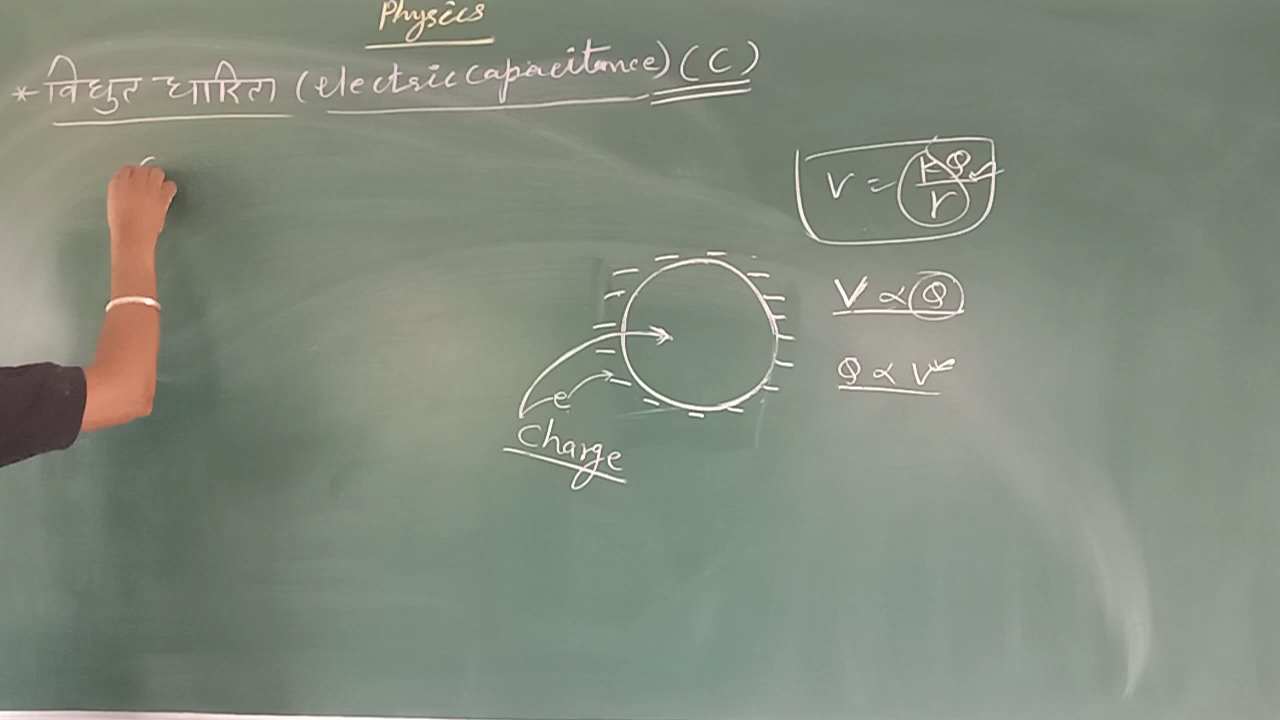 Physics
* विद्युत धारिता (electric capacitance) (C)
V = KQ/r
V ∝ Q
Q ∝ V
e
charge